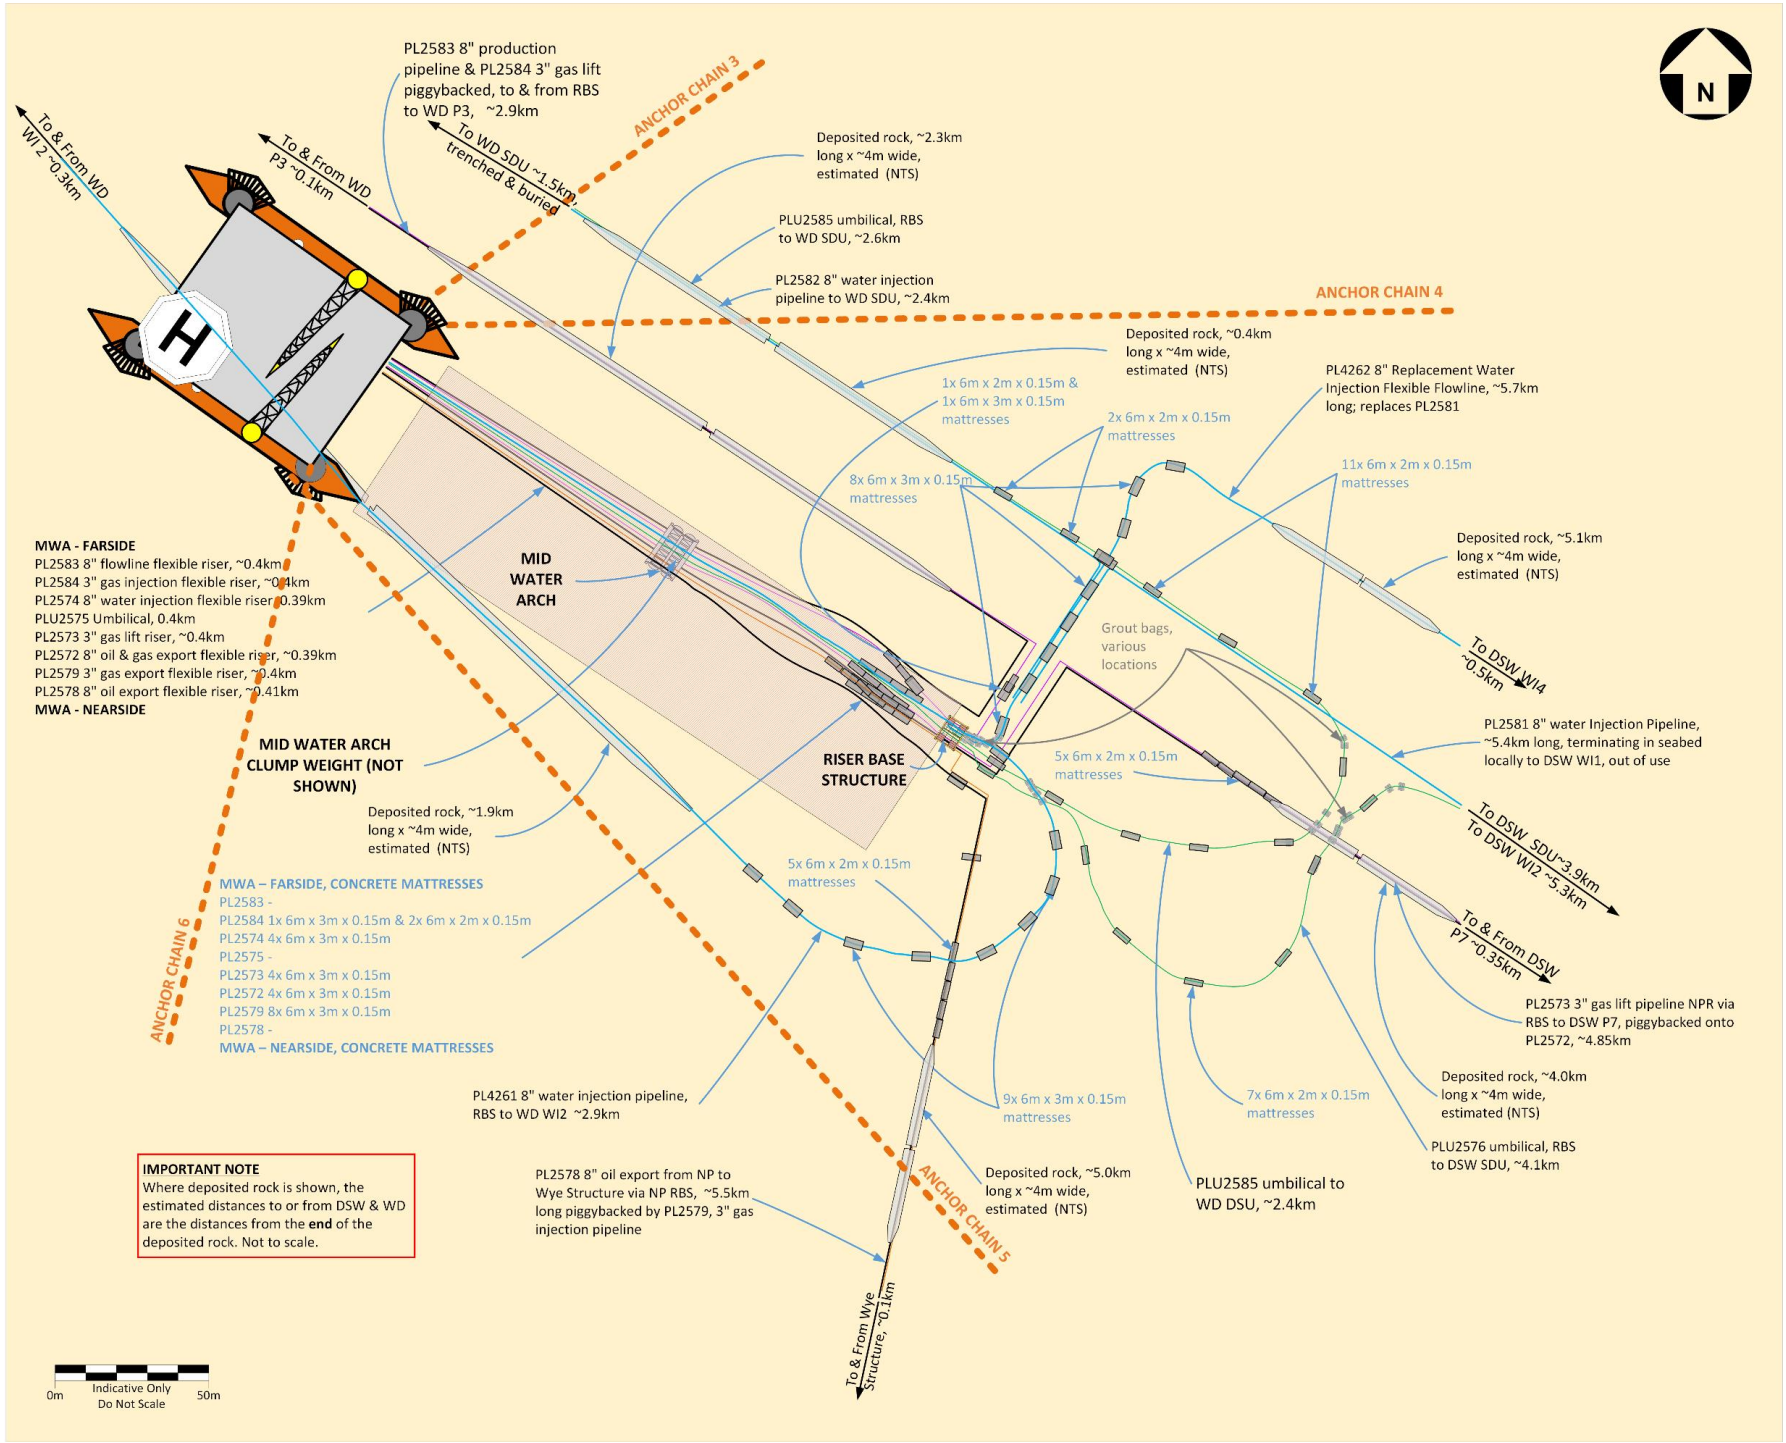 PL2583 8" production
pipeline & PL2584 3" gas lift
piggybacked, to & from RBS
to WD P3, ~2.9km
ANCHOR CHAIN 3
N
To & From WD
WI 2 ~0.3km
To & From WD
P3 ~0.1km
To WD SDU ~1.5km,
trenched & buried
Deposited rock, ~2.3km
long x ~4m wide,
estimated (NTS)
PLU2585 umbilical, RBS
to WD SDU, ~2.6km
PL2582 8" water injection
pipeline to WD SDU, ~2.4km
ANCHOR CHAIN 4
H
Deposited rock, ~0.4km
long x ~4m wide,
estimated (NTS)
1x 6m x 2m x 0.15m &
1x 6m x 3m x 0.15m
mattresses
2x 6m x 2m x 0.15m
mattresses
PL4262 8" Replacement Water
Injection Flexible Flowline, ~5.7km
long; replaces PL2581
8x 6m x 3m x 0.15m
mattresses
11x 6m x 2m x 0.15m
mattresses
Deposited rock, ~5.1km
long x ~4m wide,
estimated (NTS)
MWA - FARSIDE
PL2583 8" flowline flexible riser, ~0.4km
PL2584 3" gas injection flexible riser, ~0.4km
PL2574 8" water injection flexible riser, 0.39km
PLU2575 Umbilical, 0.4km
PL2573 3" gas lift riser, ~0.4km
PL2572 8" oil & gas export flexible riser, ~0.39km
PL2579 3" gas export flexible riser, ~0.4km
PL2578 8" oil export flexible riser, ~0.41km
MWA - NEARSIDE
MID
WATER
ARCH
Grout bags,
various
locations
To DSW WI4
~0.5km
MID WATER ARCH
CLUMP WEIGHT (NOT
SHOWN)
RISER BASE
STRUCTURE
5x 6m x 2m x 0.15m
mattresses
PL2581 8" water Injection Pipeline,
~5.4km long, terminating in seabed
locally to DSW WI1, out of use
Deposited rock, ~1.9km
long x ~4m wide,
estimated (NTS)
To DSW SDU~3.9km
To DSW WI2 ~5.3km
5x 6m x 2m x 0.15m
mattresses
MWA – FARSIDE, CONCRETE MATTRESSES
PL2583 -
PL2584 1x 6m x 3m x 0.15m & 2x 6m x 2m x 0.15m
PL2574 4x 6m x 3m x 0.15m
PL2575 -
PL2573 4x 6m x 3m x 0.15m
PL2572 4x 6m x 3m x 0.15m
PL2579 8x 6m x 3m x 0.15m
PL2578 -
MWA – NEARSIDE, CONCRETE MATTRESSES
ANCHOR CHAIN 6
To & From DSW
P7 ~0.35km
PL2573 3" gas lift pipeline NPR via
RBS to DSW P7, piggybacked onto
PL2572, ~4.85km
PL4261 8" water injection pipeline,
RBS to WD WI2 ~2.9km
9x 6m x 3m x 0.15m
mattresses
7x 6m x 2m x 0.15m
mattresses
Deposited rock, ~4.0km
long x ~4m wide,
estimated (NTS)
PLU2576 umbilical, RBS
to DSW SDU, ~4.1km
IMPORTANT NOTE
Where deposited rock is shown, the
estimated distances to or from DSW & WD
are the distances from the end of the
deposited rock. Not to scale.
PL2578 8" oil export from NP to
Wye Structure via NP RBS, ~5.5km
long piggybacked by PL2579, 3" gas
injection pipeline
ANCHOR CHAIN 5
Deposited rock, ~5.0km
long x ~4m wide,
estimated (NTS)
PLU2585 umbilical to
WD DSU, ~2.4km
To & From Wye
Structure, ~0.1km
0m
Indicative Only
50m
Do Not Scale